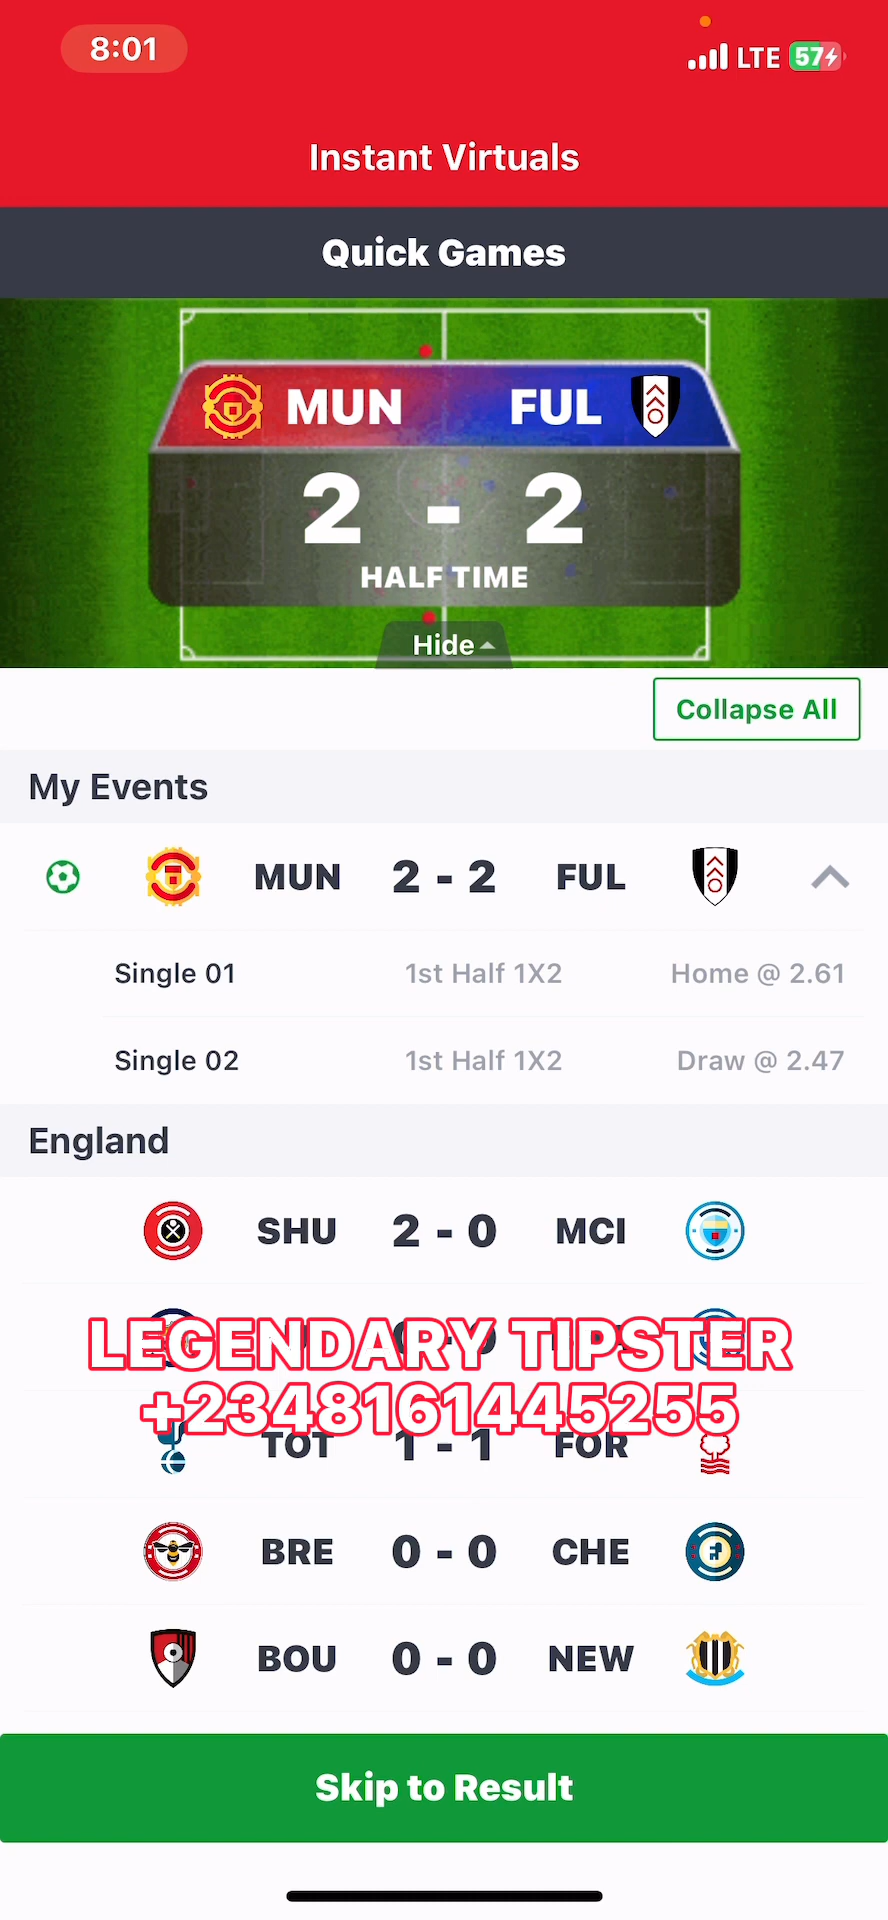 8:01
LTE 57
Instant Virtuals
Quick Games
MUN FUL
2 - 2
HALF TIME
Hide
Collapse All
My Events
MUN 2 - 2 FUL
Single 01 1st Half 1X2 Home @ 2.61
Single 02 1st Half 1X2 Draw @ 2.47
England
SHU 2 - 0 MCI
LEGENDARY TIPSTER
+2348161445255
TOT 1 - 1 FOR
BRE 0 - 0 CHE
BOU 0 - 0 NEW
Skip to Result